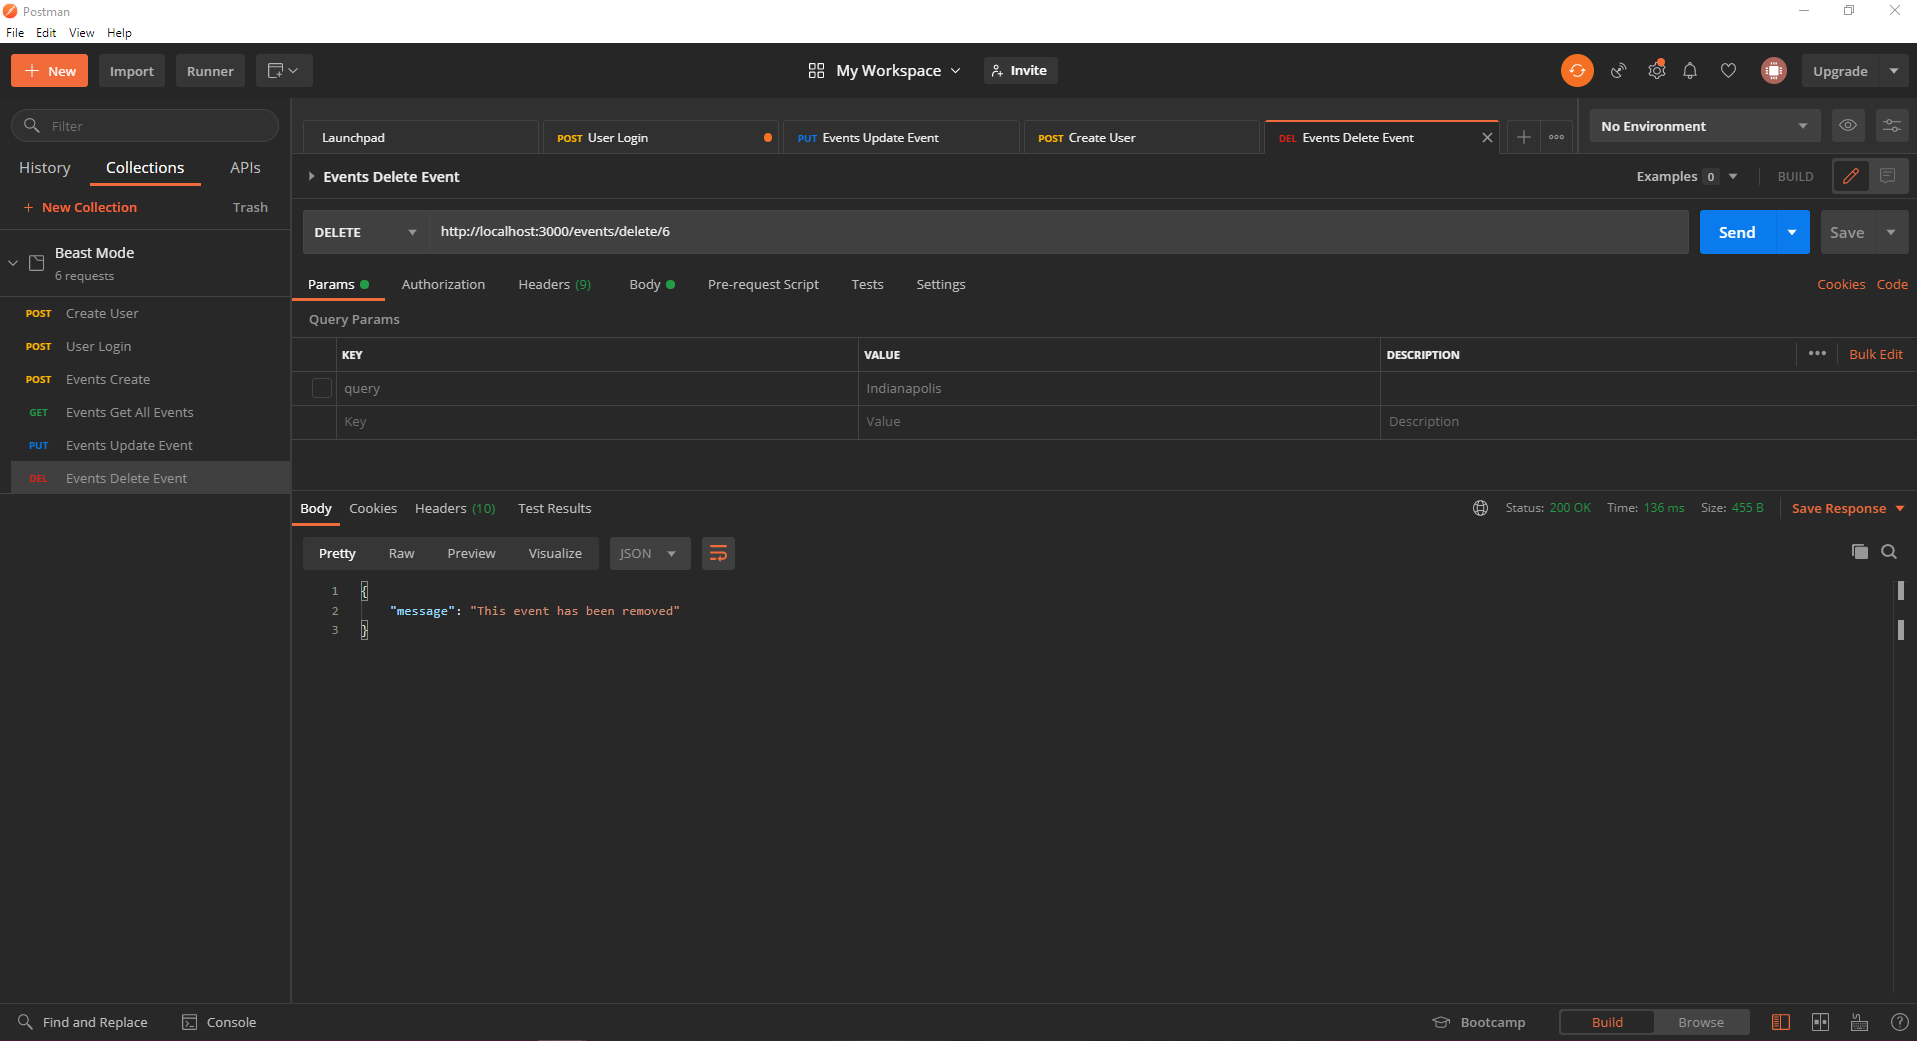 Postman
File Edit View Help
New Import Runner My Workspace Invite Upgrade
Filter
Launchpad POST User Login PUT Events Update Event POST Create User DEL Events Delete Event No Environment
History Collections APIs
Events Delete Event Examples 0 BUILD
+ New Collection Trash
DELETE http://localhost:3000/events/delete/6 Send Save
Beast Mode
6 requests
Params Authorization Headers (9) Body Pre-request Script Tests Settings Cookies Code
POST Create User
Query Params
POST User Login
KEY VALUE DESCRIPTION Bulk Edit
POST Events Create
query Indianapolis
GET Events Get All Events
Key Value Description
PUT Events Update Event
DEL Events Delete Event
Body Cookies Headers (10) Test Results Status: 200 OK Time: 136 ms Size: 455 B Save Response
Pretty Raw Preview Visualize JSON
1 {
2 "message": "This event has been removed"
3 }
Find and Replace Console Bootcamp Build Browse